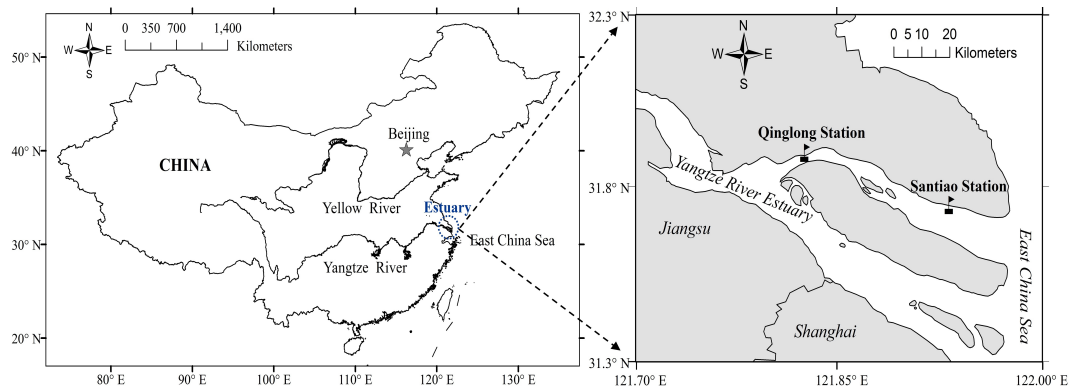 N
W E
S
0 350 700 1,400
Kilometers
50° N
40° N
30° N
20° N
80° E
90° E
100° E
110° E
120° E
130° E
CHINA
Beijing
Yellow River
Estuary
East China Sea
Yangtze River
32.3° N
31.8° N
31.3° N
121.70° E
121.85° E
122.00° E
N
W E
S
0 5 10 20
Kilometers
Qinglong Station
Santiao Station
Yangtze River Estuary
Jiangsu
Shanghai
East China Sea